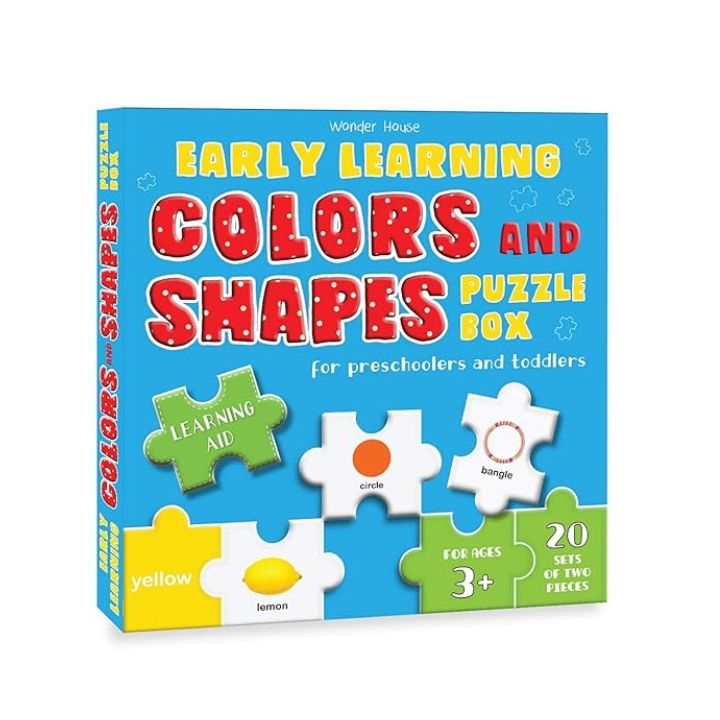 Wonder House
EARLY LEARNING
COLORS AND
SHAPES PUZZLE
BOX
for preschoolers and toddlers
LEARNING
AID
circle
bangle
yellow
lemon
FOR AGES
3+
20
SETS
OF TWO
PIECES
EARLY
LEARNING
COLORS AND SHAPES
PUZZLE
BOX